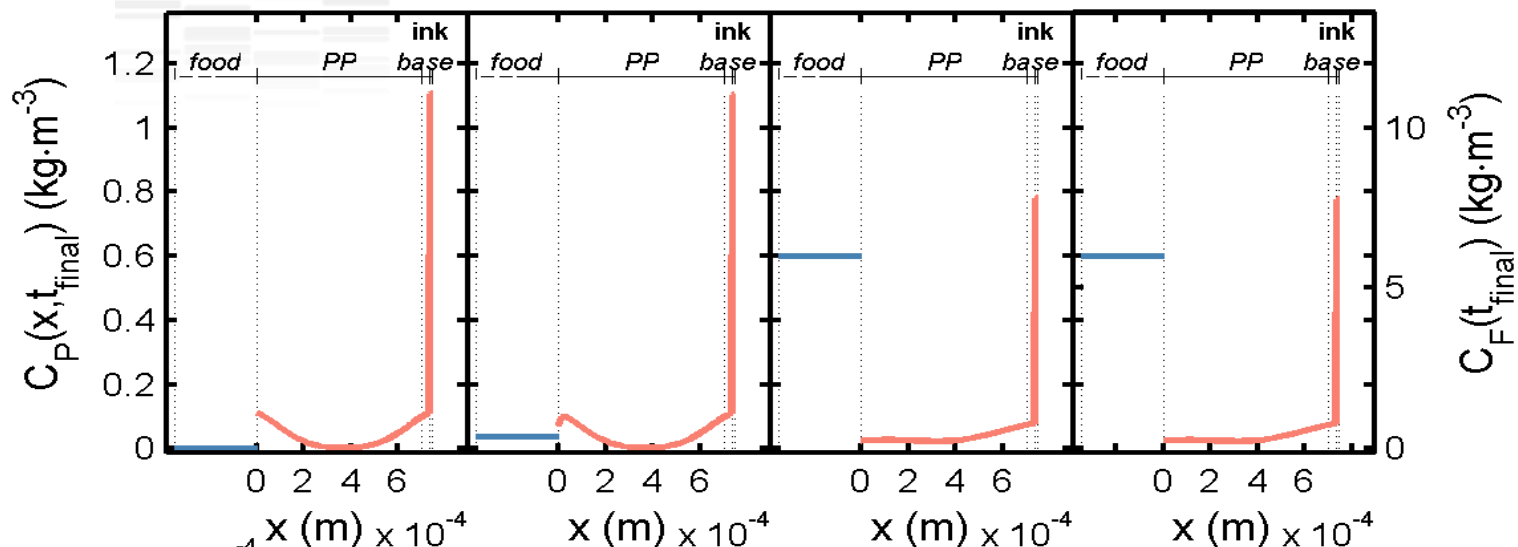 ink ink ink ink
food PP base food PP base food PP base food PP base
1.2
1
0.8
0.6
0.4
0.2
0
C_P(x,t_final) (kg·m^-3)
10
5
0
C_F(t_final) (kg·m^-3)
0 2 4 6 0 2 4 6 0 2 4 6 0 2 4 6
x (m) x 10^-4 x (m) x 10^-4 x (m) x 10^-4 x (m) x 10^-4
-4